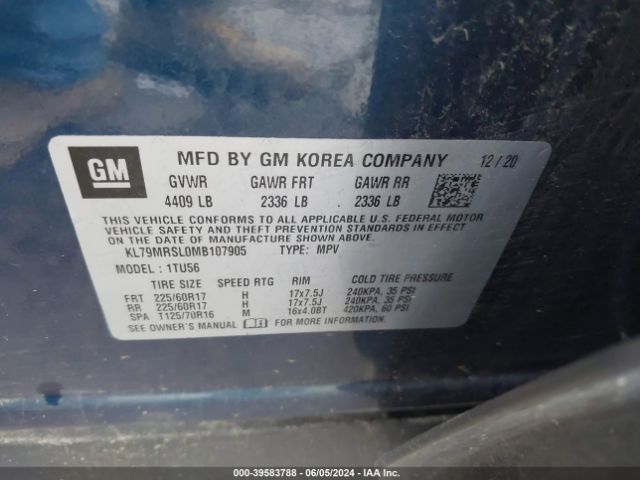 GM
MFD BY GM KOREA COMPANY 12/20
GVWR GAWR FRT GAWR RR
4409 LB 2336 LB 2336 LB
THIS VEHICLE CONFORMS TO ALL APPLICABLE U.S. FEDERAL MOTOR
VEHICLE SAFETY AND THEFT PREVENTION STANDARDS IN EFFECT ON
THE DATE OF MANUFACTURE SHOWN ABOVE.
KL79MRSL0MB107905 TYPE: MPV
MODEL: 1TU56
TIRE SIZE SPEED RTG RIM COLD TIRE PRESSURE
FRT 225/60R17 H 17x7.5J 240KPA, 35 PSI
RR 225/60R17 H 17x7.5J 240KPA, 35 PSI
SPA T125/70R16 M 16x4.0BT 420KPA, 60 PSI
SEE OWNER'S MANUAL FOR MORE INFORMATION.
000-39583788 - 06/05/2024 - IAA Inc.